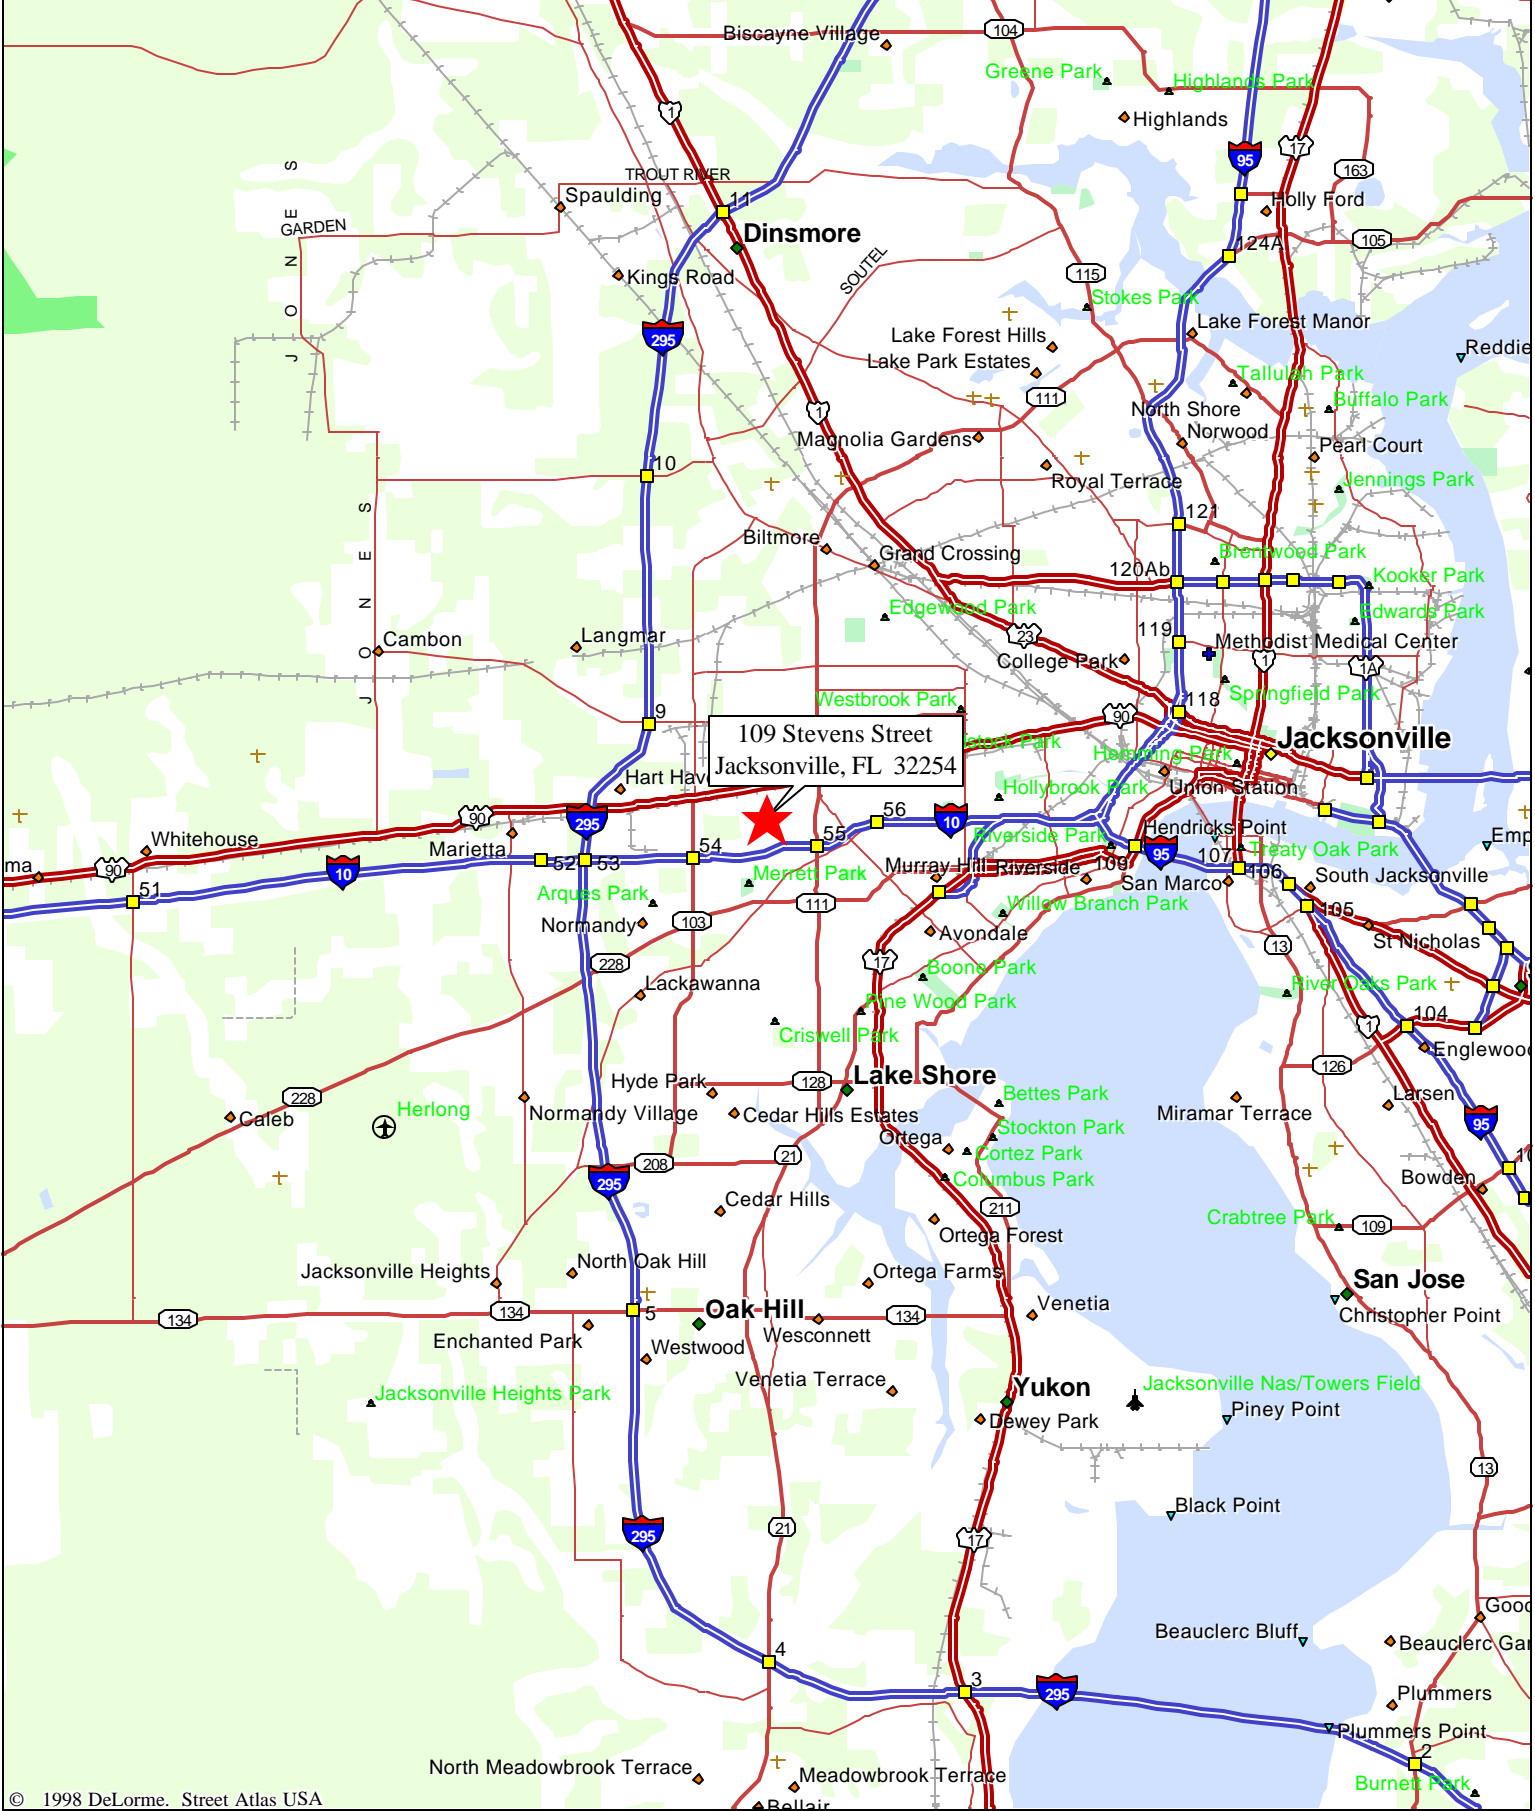 Biscayne Village
104
Greene Park
Highlands Park
1
Highlands
17
95
163
TROUT RIVER
JONES
Spaulding
11
Holly Ford
GARDEN
Dinsmore
124A
105
SOUTEL
Kings Road
115
Stokes Park
Lake Forest Manor
295
Lake Forest Hills
Reddie
Lake Park Estates
Tallulah Park
111
Buffalo Park
1
North Shore
Magnolia Gardens
Norwood
Pearl Court
10
Royal Terrace
Jennings Park
JONES
121
Biltmore
Grand Crossing
Brentwood Park
120Ab
Kooker Park
Edgewood Park
Edwards Park
23
119
Cambon
Langmar
Methodist Medical Center
College Park
1
1A
Springfield Park
Westbrook Park
118
9
90
109 Stevens Street
Jacksonville, FL 32254
stock Park
Jacksonville
Hemming Park
Hart Hav
Hollybrook Park
Union Station
90
295
56
10
55
Riverside Park
Hendricks Point
Whitehouse
Marietta
54
95
107
Treaty Oak Park
Emp
ma
90
10
52
53
Murray Hill
Riverside
109
106
Merrett Park
San Marco
South Jacksonville
51
Arques Park
111
Willow Branch Park
105
Normandy
103
Avondale
St Nicholas
13
228
17
Boone Park
Lackawanna
River Oaks Park
Pine Wood Park
104
1
Criswell Park
Englewood
126
Hyde Park
128
Lake Shore
228
Herlong
Bettes Park
Larsen
Caleb
Normandy Village
Cedar Hills Estates
Miramar Terrace
95
Stockton Park
Ortega
21
Cortez Park
208
10
295
Columbus Park
Bowden
Cedar Hills
211
Crabtree Park
109
Ortega Forest
North Oak Hill
Jacksonville Heights
Ortega Farms
San Jose
134
134
5
Oak Hill
134
Venetia
Christopher Point
Enchanted Park
Wesconnett
Westwood
Venetia Terrace
Yukon
Jacksonville Nas/Towers Field
Jacksonville Heights Park
Dewey Park
Piney Point
13
Black Point
295
21
17
Good
Beauclerc Bluff
Beauclerc Gar
4
3
295
Plummers
Plummers Point
2
North Meadowbrook Terrace
Meadowbrook Terrace
Burnett Park
© 1998 DeLorme. Street Atlas USA
Bellair